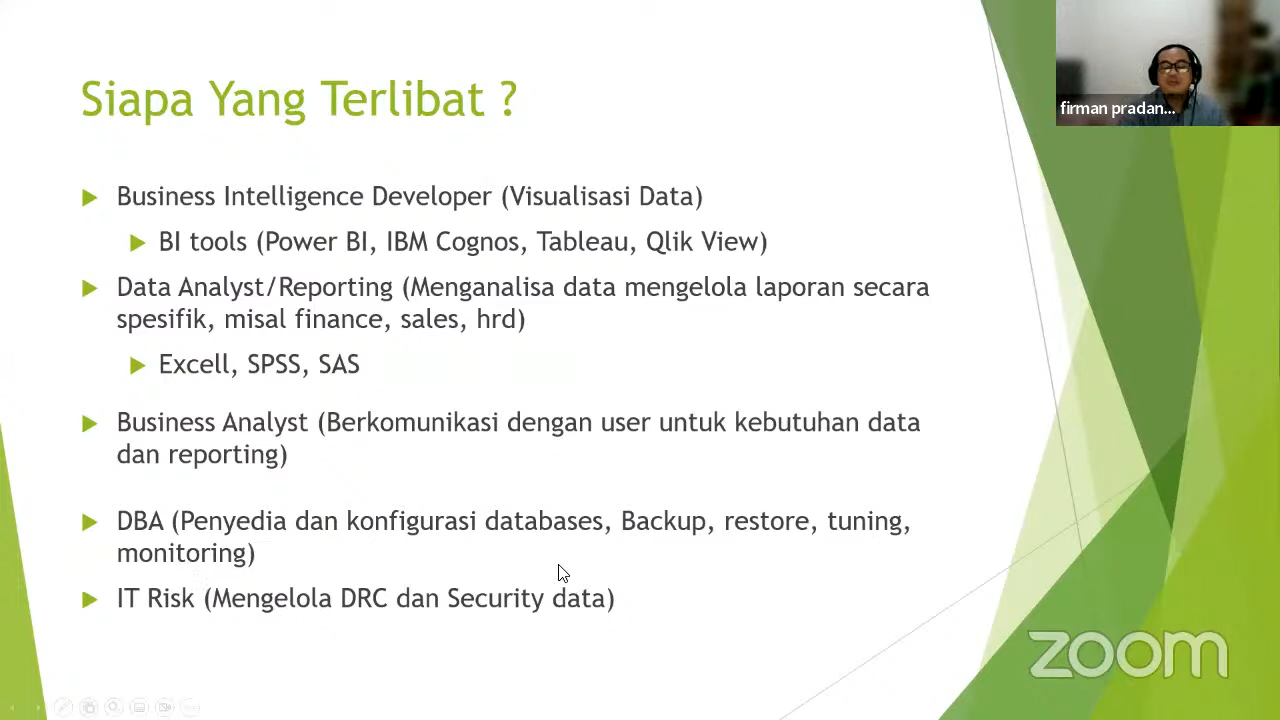 Siapa Yang Terlibat ?
firman pradan...
Business Intelligence Developer (Visualisasi Data)
BI tools (Power BI, IBM Cognos, Tableau, Qlik View)
Data Analyst/Reporting (Menganalisa data mengelola laporan secara
spesifik, misal finance, sales, hrd)
Excell, SPSS, SAS
Business Analyst (Berkomunikasi dengan user untuk kebutuhan data
dan reporting)
DBA (Penyedia dan konfigurasi databases, Backup, restore, tuning,
monitoring)
IT Risk (Mengelola DRC dan Security data)
zoom